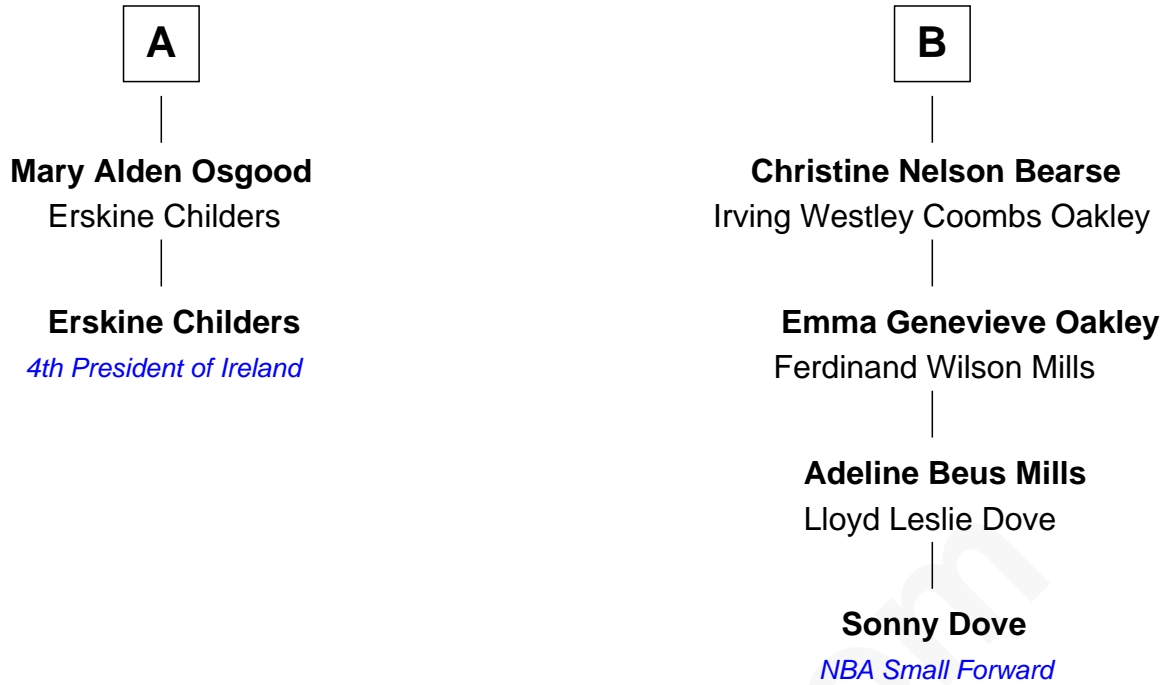 A
Mary Alden Osgood
Erskine Childers
Erskine Childers
4th President of Ireland
B
Christine Nelson Bearse
Irving Westley Coombs Oakley
Emma Genevieve Oakley
Ferdinand Wilson Mills
Adeline Beus Mills
Lloyd Leslie Dove
Sonny Dove
NBA Small Forward